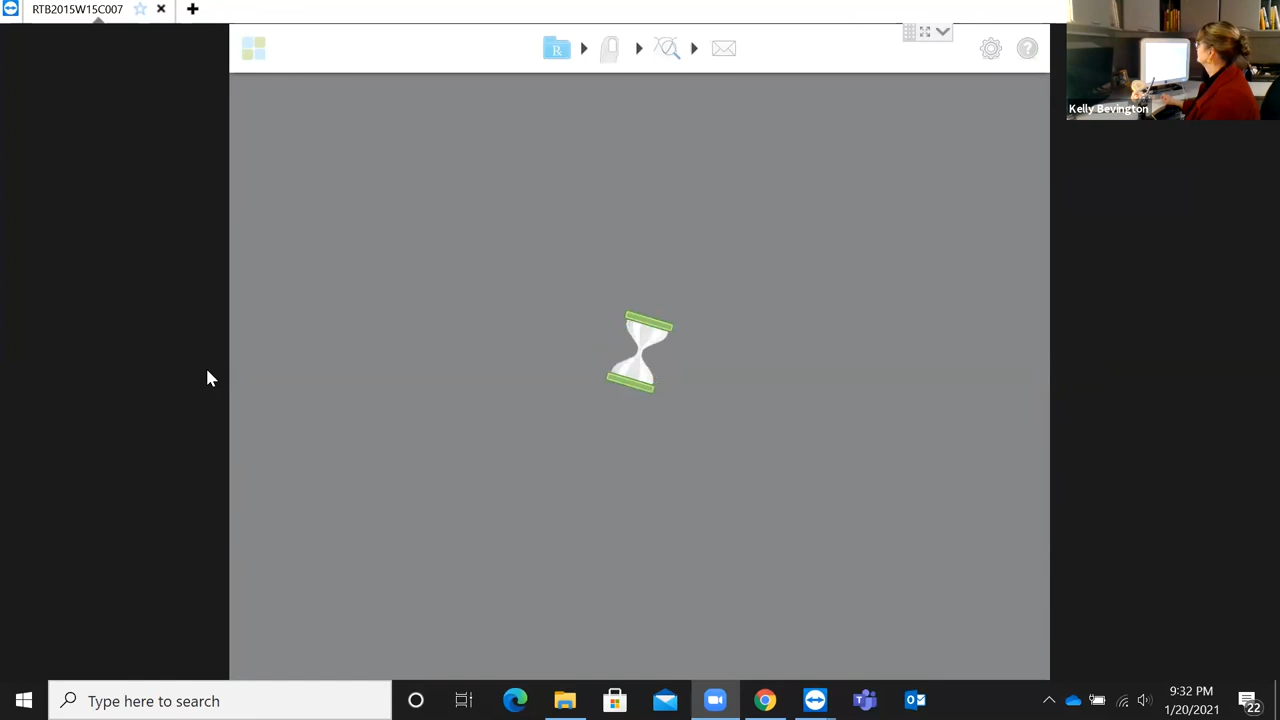 RTB2015W15C007
R
Kelly Bevington
Type here to search
9:32 PM
1/20/2021
22